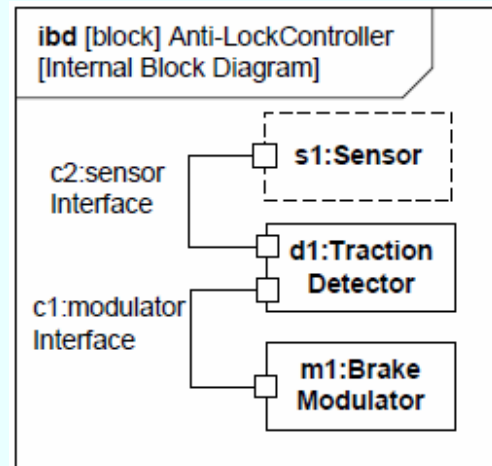 ibd [block] Anti-LockController
[Internal Block Diagram]
s1:Sensor
c2:sensor
Interface
d1:Traction
Detector
c1:modulator
Interface
m1:Brake
Modulator